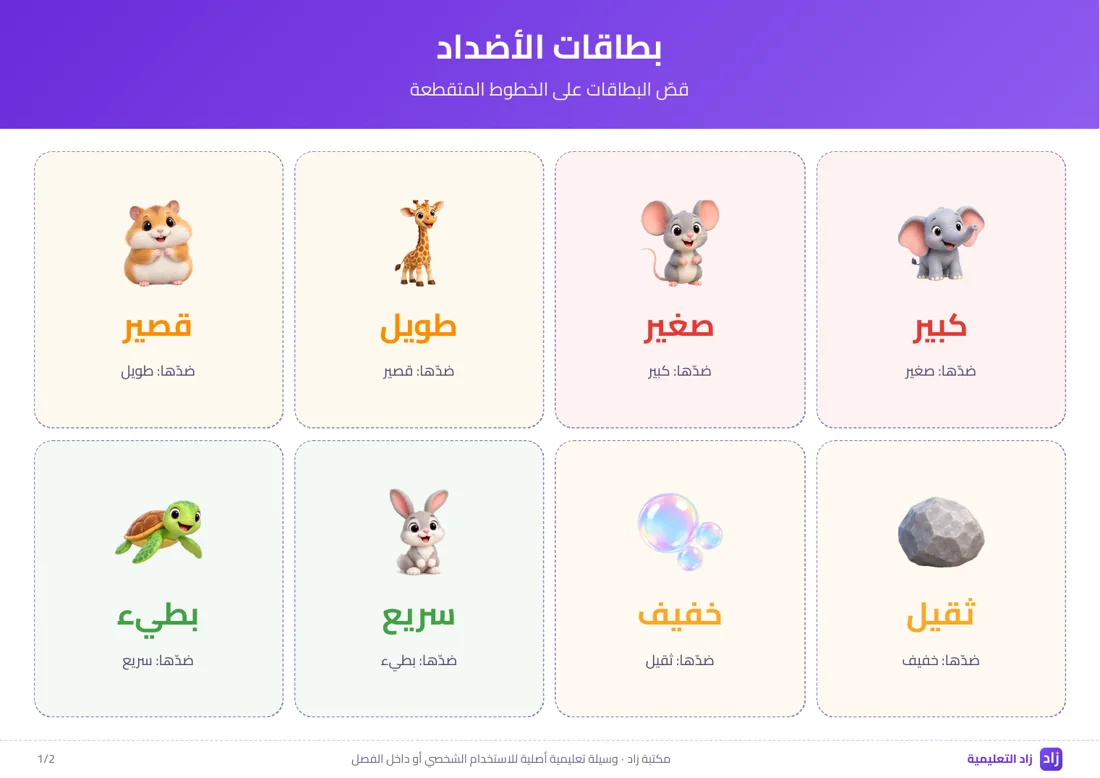 بطاقات الأضداد
قصّ البطاقات على الخطوط المتقطعة
كبير
ضدّها: صغير
صغير
ضدّها: كبير
طويل
ضدّها: قصير
قصير
ضدّها: طويل
ثقيل
ضدّها: خفيف
خفيف
ضدّها: ثقيل
سريع
ضدّها: بطيء
بطيء
ضدّها: سريع
زاد
زاد التعليمية
مكتبة زاد · وسيلة تعليمية أصلية للاستخدام الشخصي أو داخل الفصل
1/2